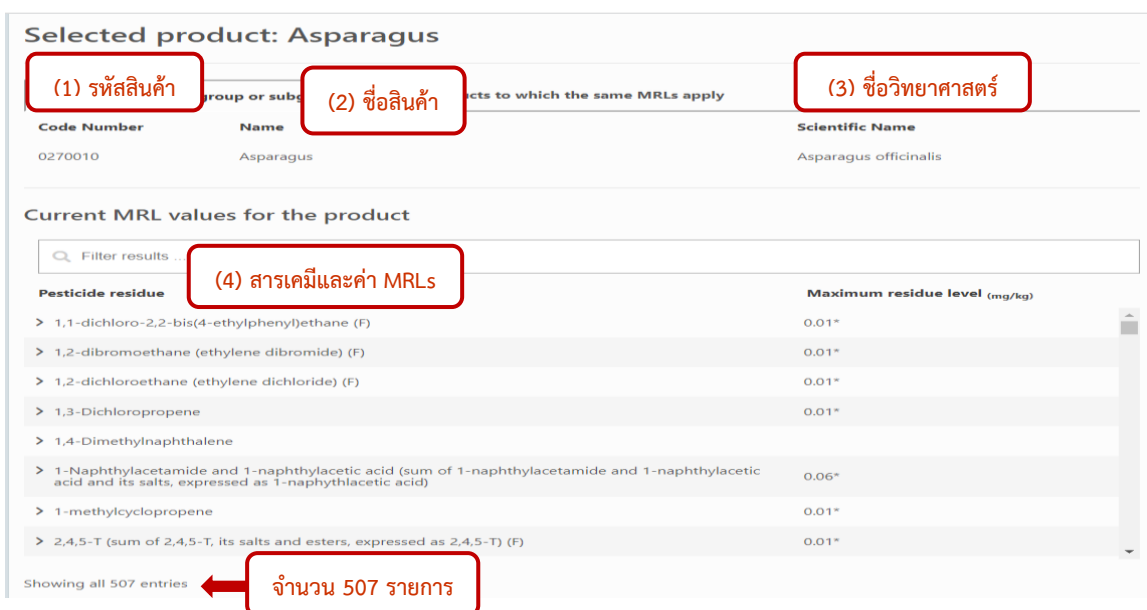 Selected product: Asparagus
(1) รหัสสินค้า
group or subg
(2) ชื่อสินค้า
cts to which the same MRLs apply
(3) ชื่อวิทยาศาสตร์
Code Number Name Scientific Name
0270010 Asparagus Asparagus officinalis
Current MRL values for the product
Filter results ...
(4) สารเคมีและค่า MRLs
Pesticide residue Maximum residue level (mg/kg)
> 1,1-dichloro-2,2-bis(4-ethylphenyl)ethane (F) 0.01*
> 1,2-dibromoethane (ethylene dibromide) (F) 0.01*
> 1,2-dichloroethane (ethylene dichloride) (F) 0.01*
> 1,3-Dichloropropene 0.01*
> 1,4-Dimethylnaphthalene
> 1-Naphthylacetamide and 1-naphthylacetic acid (sum of 1-naphthylacetamide and 1-naphthylacetic
acid and its salts, expressed as 1-naphythlacetic acid) 0.06*
> 1-methylcyclopropene 0.01*
> 2,4,5-T (sum of 2,4,5-T, its salts and esters, expressed as 2,4,5-T) (F) 0.01*
Showing all 507 entries
จำนวน 507 รายการ